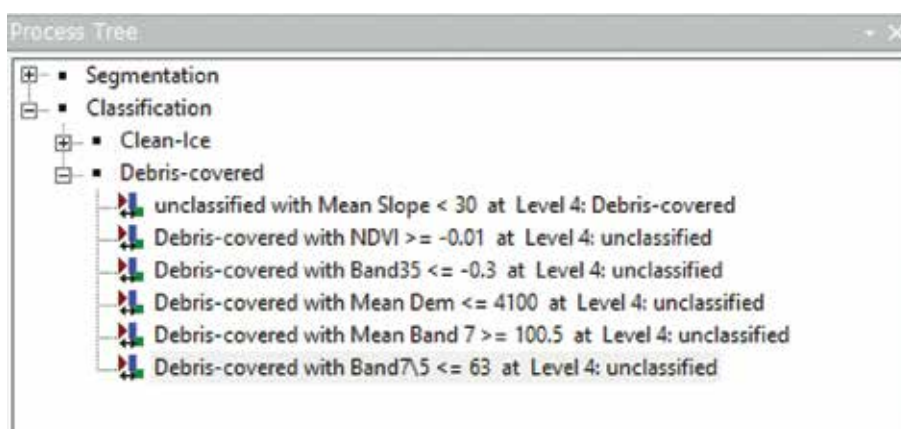 Process Tree
Segmentation
Classification
Clean-Ice
Debris-covered
unclassified with Mean Slope < 30 at Level 4: Debris-covered
Debris-covered with NDVI >= -0.01 at Level 4: unclassified
Debris-covered with Band35 <= -0.3 at Level 4: unclassified
Debris-covered with Mean Dem <= 4100 at Level 4: unclassified
Debris-covered with Mean Band 7 >= 100.5 at Level 4: unclassified
Debris-covered with Band7\5 <= 63 at Level 4: unclassified